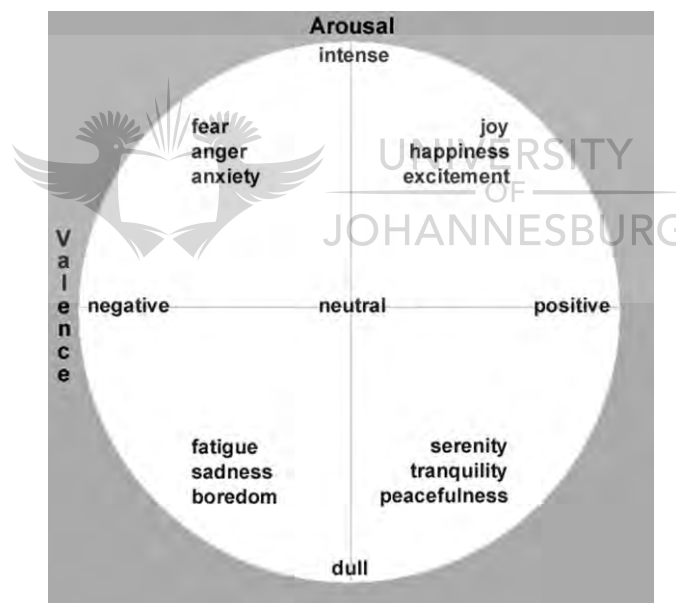 Arousal
intense
fear
anger
anxiety
joy
happiness
excitement
UNIVERSITY
OF
JOHANNESBURG
Valence
negative
neutral
positive
fatigue
sadness
boredom
serenity
tranquility
peacefulness
dull